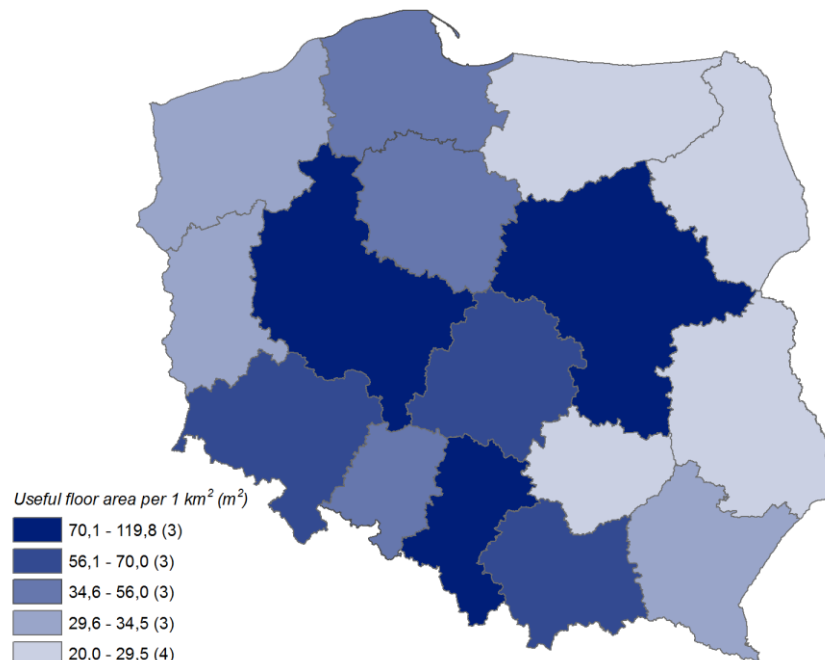 Useful floor area per 1 km² (m²)
70,1 - 119,8 (3)
56,1 - 70,0 (3)
34,6 - 56,0 (3)
29,6 - 34,5 (3)
20,0 - 29,5 (4)